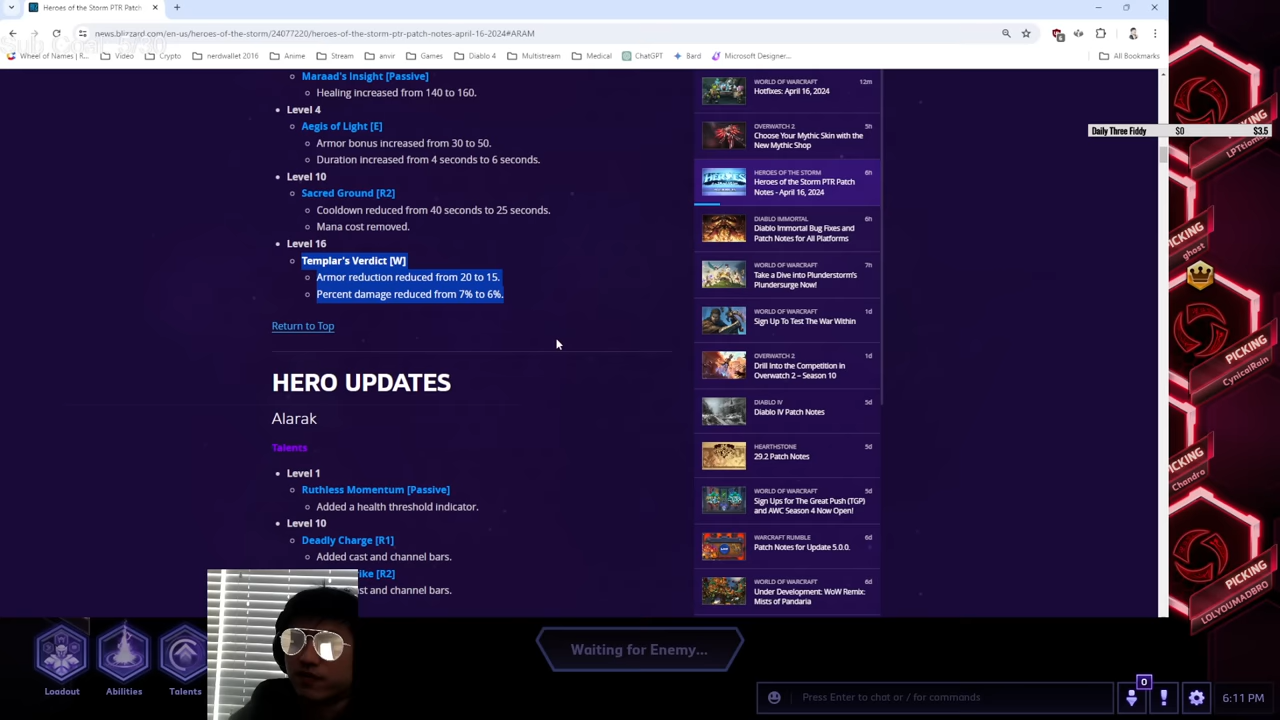 Heroes of the Storm PTR Patch
news.blizzard.com/en-us/heroes-of-the-storm/24077220/heroes-of-the-storm-ptr-patch-notes-april-16-2024#ARAM
Wheel of Names | R...
Video
Crypto
nerdwallet 2016
Anime
Stream
anvir
Games
Diablo 4
Multistream
Medical
ChatGPT
Bard
Microsoft Designer...
All Bookmarks
Maraad's Insight [Passive]
Healing increased from 140 to 160.
Level 4
Aegis of Light [E]
Armor bonus increased from 30 to 50.
Duration increased from 4 seconds to 6 seconds.
Level 10
Sacred Ground [R2]
Cooldown reduced from 40 seconds to 25 seconds.
Mana cost removed.
Level 16
Templar's Verdict [W]
Armor reduction reduced from 20 to 15.
Percent damage reduced from 7% to 6%.
Return to Top
HERO UPDATES
Alarak
Talents
Level 1
Ruthless Momentum [Passive]
Added a health threshold indicator.
Level 10
Deadly Charge [R1]
Added cast and channel bars.
ike [R2]
st and channel bars.
WORLD OF WARCRAFT
12m
Hotfixes: April 16, 2024
OVERWATCH 2
5h
Choose Your Mythic Skin with the
New Mythic Shop
HEROES OF THE STORM
6h
Heroes of the Storm PTR Patch
Notes - April 16, 2024
DIABLO IMMORTAL
6h
Diablo Immortal Bug Fixes and
Patch Notes for All Platforms
WORLD OF WARCRAFT
7h
Take a Dive into Plunderstorm's
Plundersurge Now!
WORLD OF WARCRAFT
1d
Sign Up To Test The War Within
OVERWATCH 2
1d
Drill Into the Competition in
Overwatch 2 – Season 10
DIABLO IV
5d
Diablo IV Patch Notes
HEARTHSTONE
5d
29.2 Patch Notes
WORLD OF WARCRAFT
5d
Sign Ups for The Great Push (TGP)
and AWC Season 4 Now Open!
WARCRAFT RUMBLE
6d
Patch Notes for Update 5.0.0.
WORLD OF WARCRAFT
6d
Under Development: WoW Remix:
Mists of Pandaria
Daily Three Fiddy $0 $3.5
PICKING
PICKING
ghost
PICKING
CynicalRain
PICKING
Chandro
PICKING
LOLYOUMADBRO
Waiting for Enemy...
Loadout
Abilities
Talents
Press Enter to chat or / for commands
0
6:11 PM